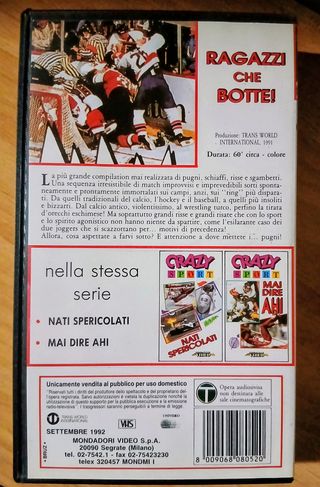 RAGAZZI
CHE
BOTTE!
Produzione: TRANS WORLD
INTERNATIONAL, 1991
Durata: 60' circa - colore
La più grande compilation mai realizzata di pugni, schiaffi, risse e sgambetti.
Una sequenza irresistibile di match improvvisi e imprevedibili sorti sponta-
neamente e prontamente immortalati sui campi, anzi, sui "ring" più dispara-
ti. Da quelli tradizionali del calcio, l'hockey e il baseball, a quelli più insoliti
e bizzarri. Dal calcio antico, violentissimo, al wrestling turco, perfino la tirata
d'orecchi eschimese! Ma soprattutto grandi risse e grandi risate che con lo sport
e lo spirito agonistico non hanno niente da spartire, come l'esilarante caso dei
due joggers che si scazzottano per... motivi di precedenza!
Allora, cosa aspettate a farvi sotto? E attenzione a dove mettete i... pugni!
nella stessa
serie
• NATI SPERICOLATI
• MAI DIRE AHI
CRAZY
SPORT
NATI
SPERICOLATI
VIDEO
CRAZY
SPORT
MAI
DIRE
AHI
VIDEO
Unicamente vendita al pubblico per uso domestico
TRANS WORLD
INTERNATIONAL
VHS
SETTEMBRE 1992
MONDADORI VIDEO S.p.A.
20090 Segrate (Milano)
tel. 02-7542.1 - fax 02-75423230
telex 320457 MONDMI I
T
Opera audiovisiva
non destinata alle
sale cinematografiche
8 009068 080520